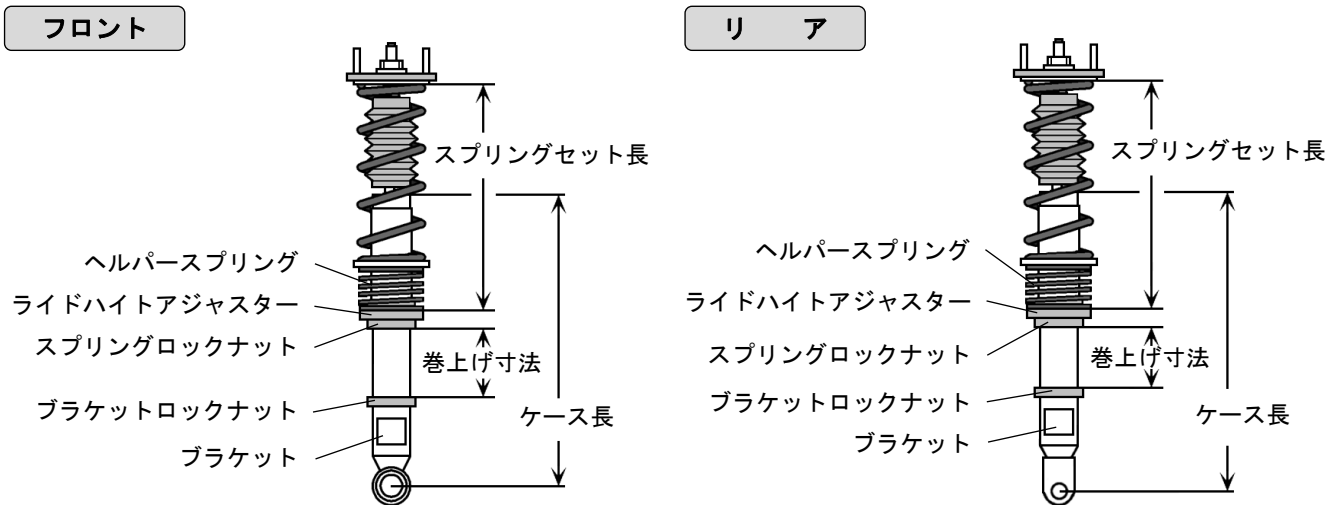 フロント
スプリングセット長
ヘルパースプリング
ライドハイトアジャスター
スプリングロックナット
巻上げ寸法
ブラケットロックナット
ケース長
ブラケット
リ　ア
スプリングセット長
ヘルパースプリング
ライドハイトアジャスター
スプリングロックナット
巻上げ寸法
ブラケットロックナット
ケース長
ブラケット